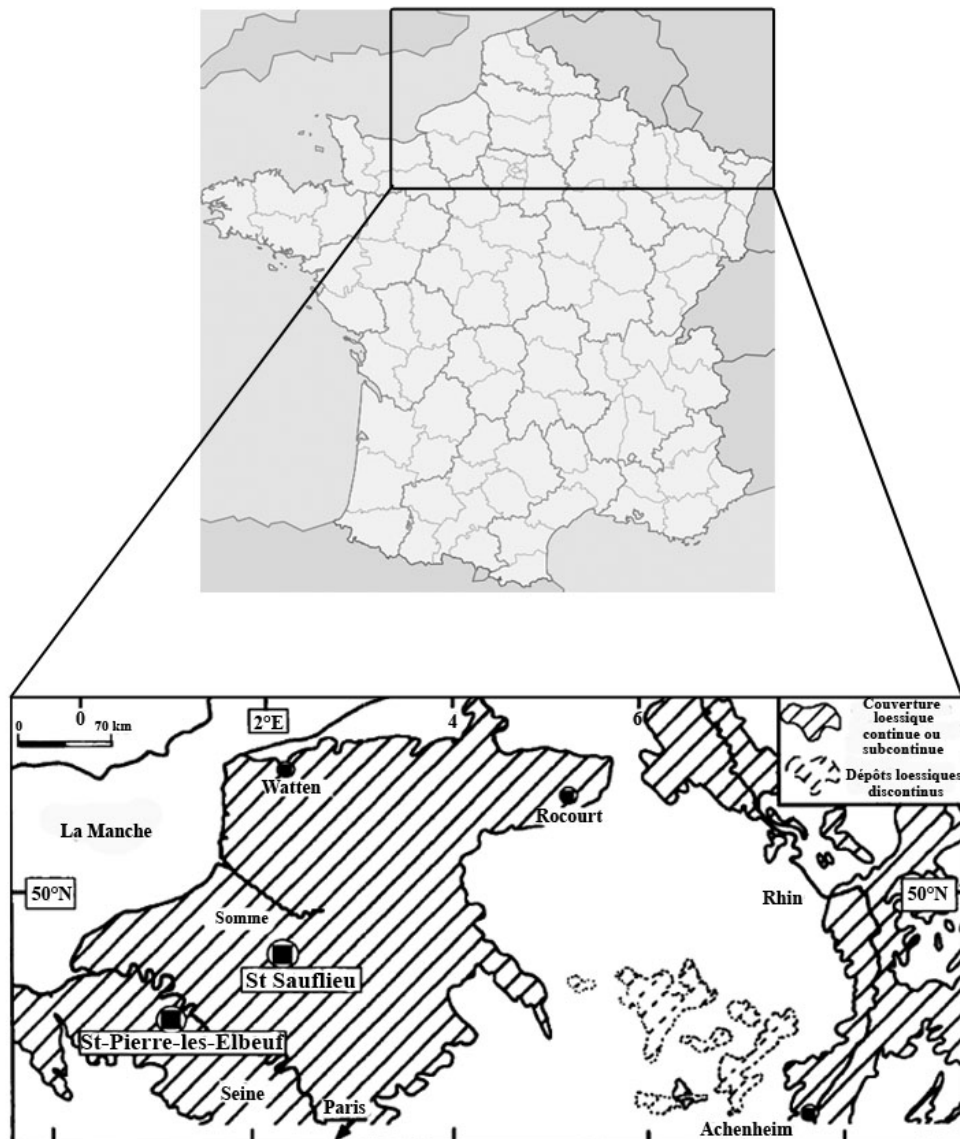 0
2°E
4
6
0
70 km
Couverture
loessique
continue ou
subcontinue
Dépôts loessiques
discontinus
Watten
Rocourt
La Manche
50°N
Rhin
50°N
Somme
St Sauflieu
St-Pierre-les-Elbeuf
Seine
Paris
Achenheim